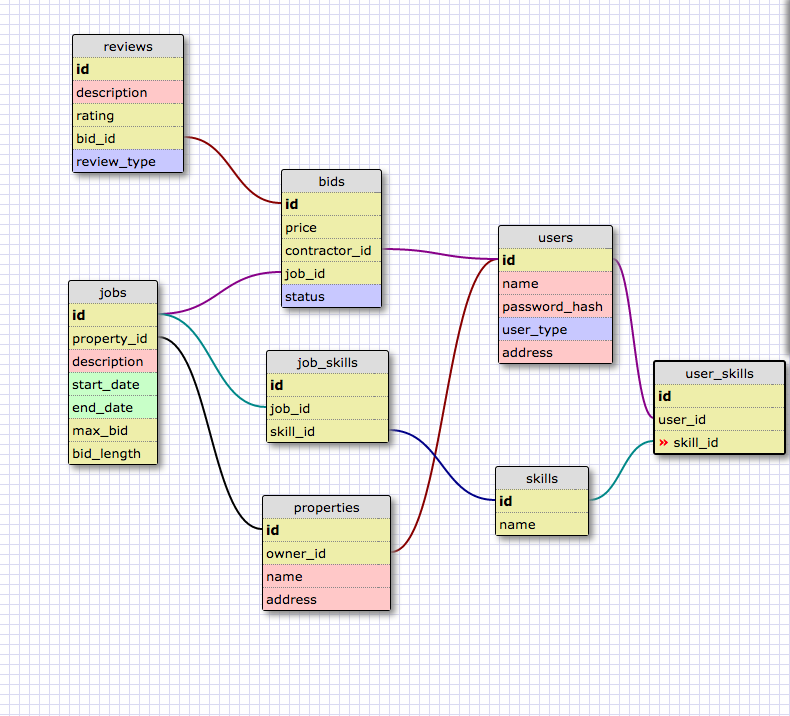 reviews
id
description
rating
bid_id
review_type
bids
id
price
contractor_id
job_id
status
users
id
name
password_hash
user_type
address
jobs
id
property_id
description
start_date
end_date
max_bid
bid_length
job_skills
id
job_id
skill_id
user_skills
id
user_id
» skill_id
skills
id
name
properties
id
owner_id
name
address